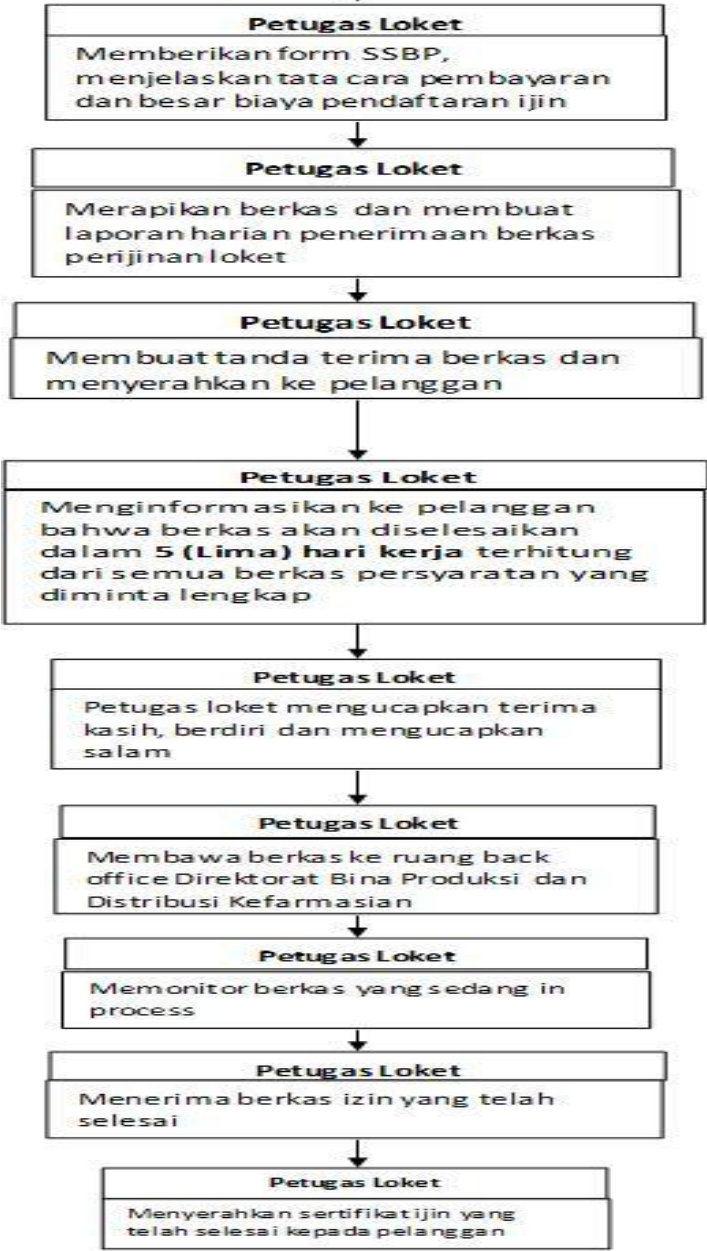 Petugas Loket
Memberikan form SSBP,
menjelaskan tata cara pembayaran
dan besar biaya pendaftaran ijin
Petugas Loket
Merapikan berkas dan membuat
laporan harian penerimaan berkas
perijinan loket
Petugas Loket
Membuat tanda terima berkas dan
menyerahkan ke pelanggan
Petugas Loket
Menginformasikan ke pelanggan
bahwa berkas akan diselesaikan
dalam 5 (Lima) hari kerja terhitung
dari semua berkas persyaratan yang
diminta lengkap
Petugas Loket
Petugas loket mengucapkan terima
kasih, berdiri dan mengucapkan
salam
Petugas Loket
Membawa berkas ke ruang back
office Direktorat Bina Produksi dan
Distribusi Kefarmasian
Petugas Loket
Memonitor berkas yang sedang in
process
Petugas Loket
Menerima berkas izin yang telah
selesai
Petugas Loket
Menyerahkan sertifikat ijin yang
telah selesai kepada pelanggan